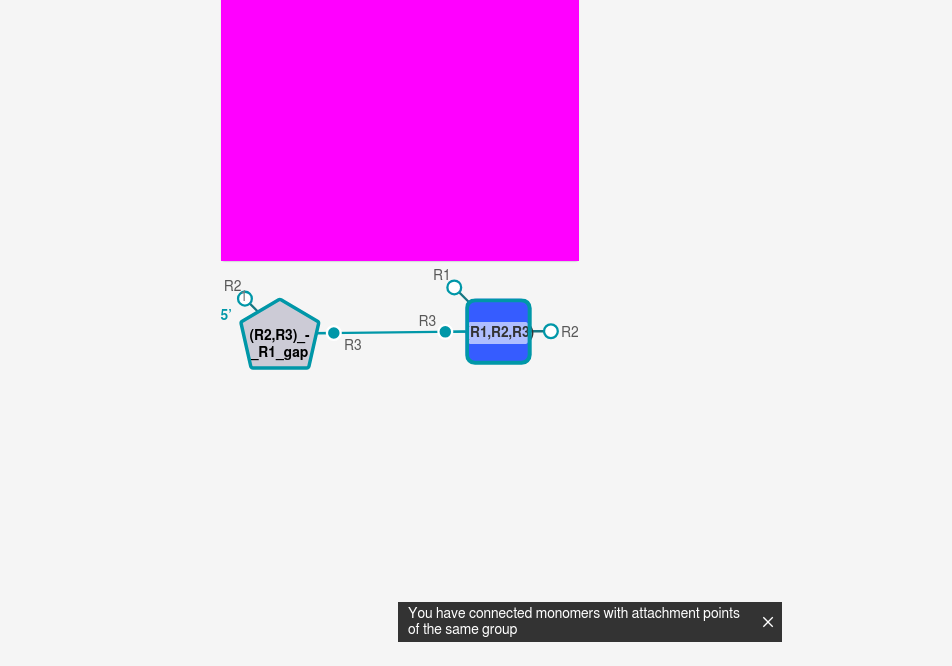 R1
R2
5'
R3
(R2,R3)_-
_R1_gap
R3
R1,R2,R3)
R2
You have connected monomers with attachment points
of the same group